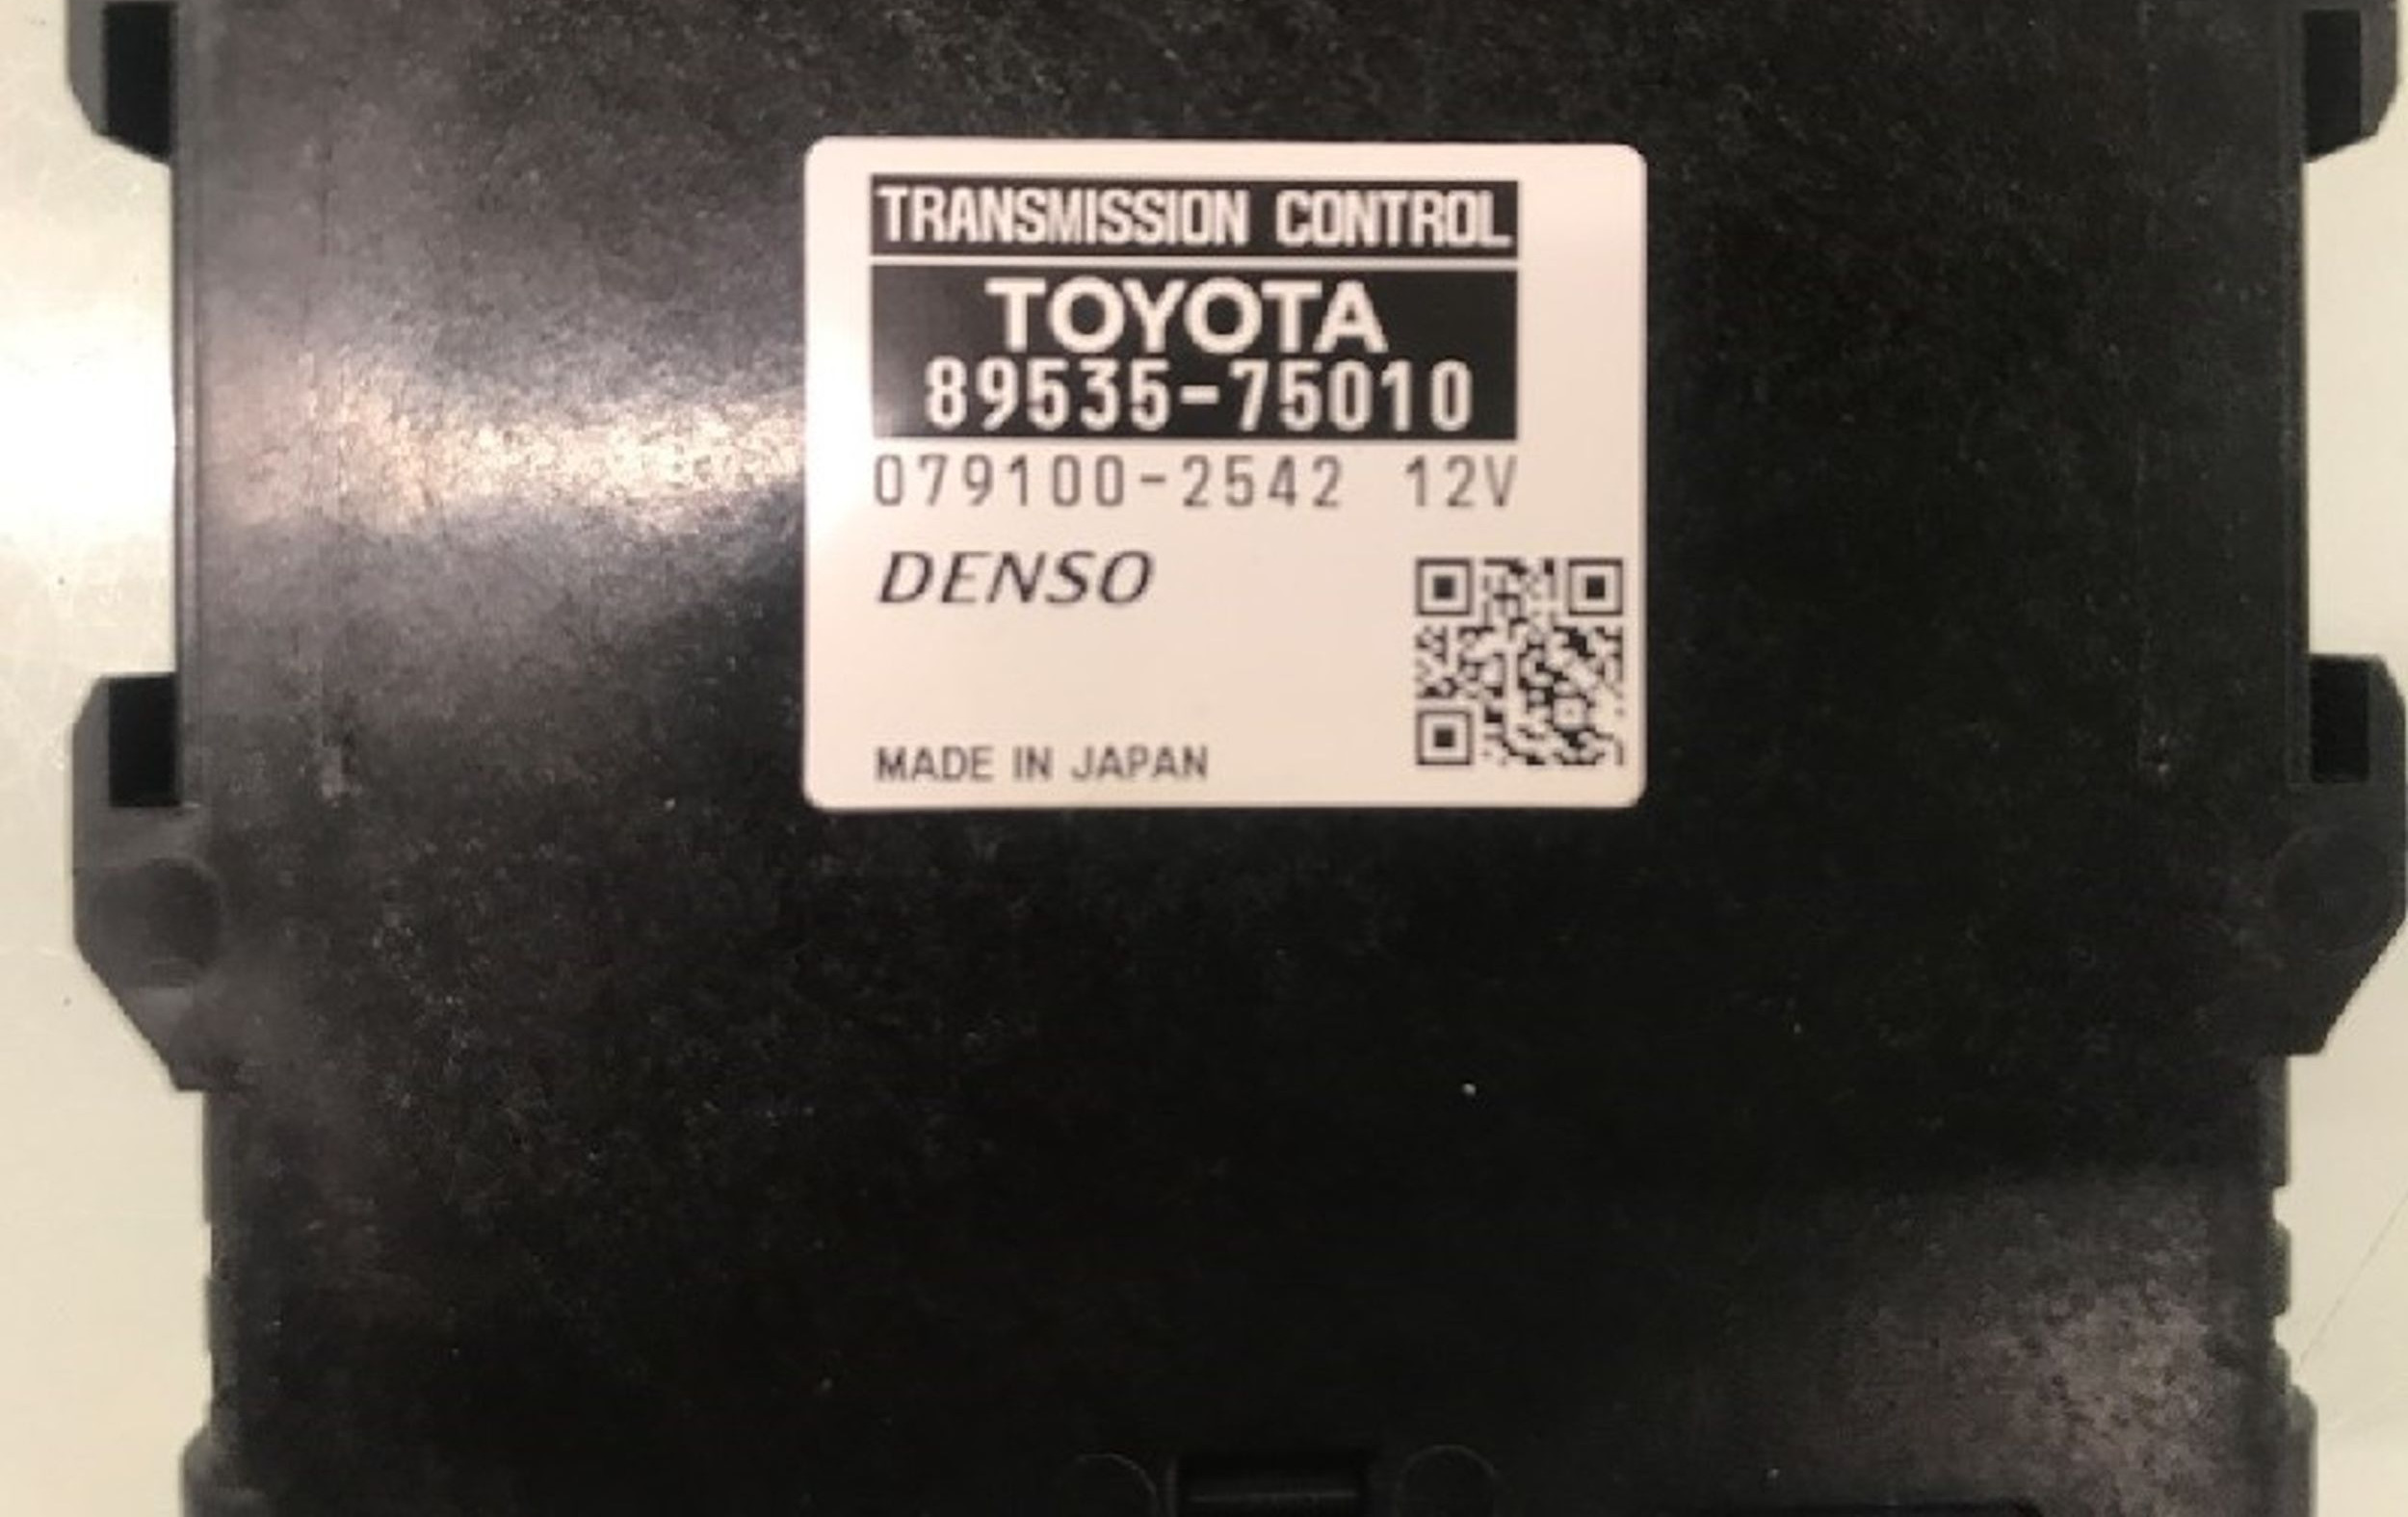 TRANSMISSION CONTROL
TOYOTA
89535-75010
079100-2542 12V
DENSO
MADE IN JAPAN